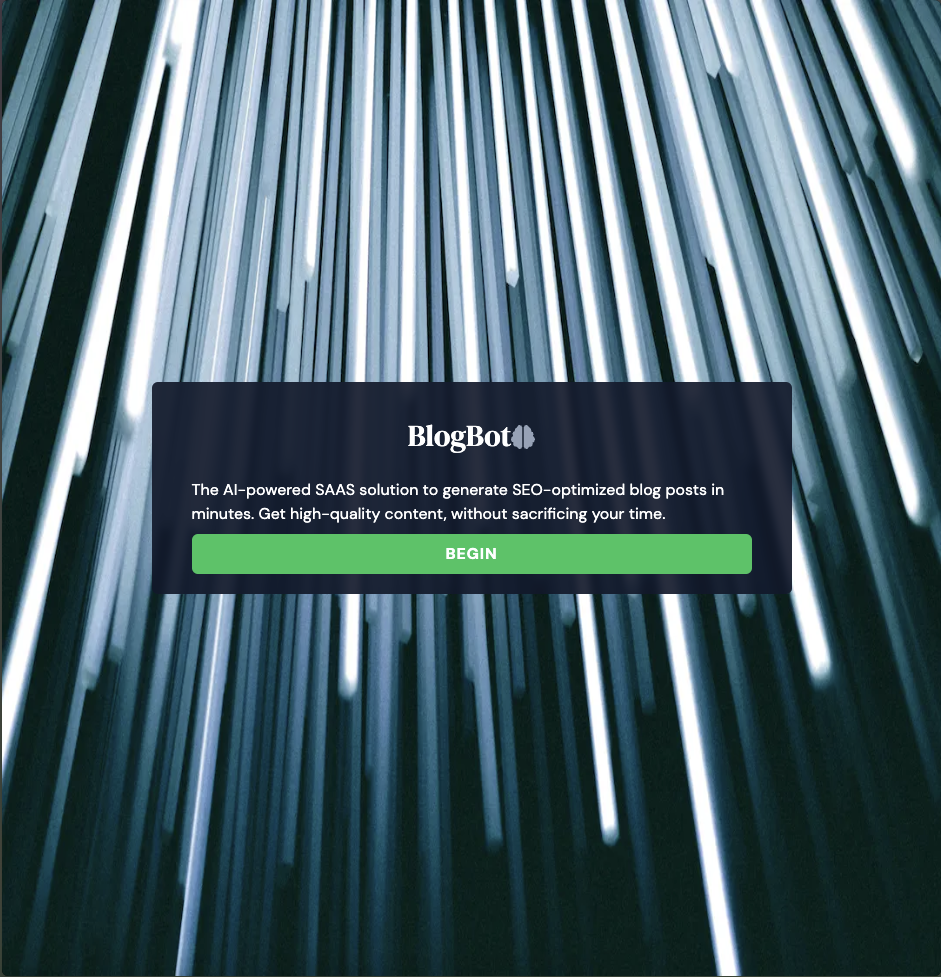 BlogBot
The AI-powered SAAS solution to generate SEO-optimized blog posts in
minutes. Get high-quality content, without sacrificing your time.
BEGIN